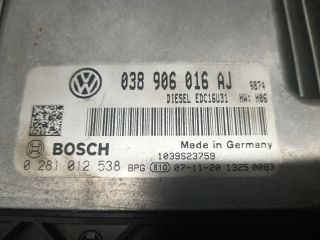 038 906 016 AJ 9874
DIESEL EDC16U31 HW: H06
BOSCH
Made in Germany
1039S23759
0 281 012 538 BPG 810 07-11-20 1325 0083